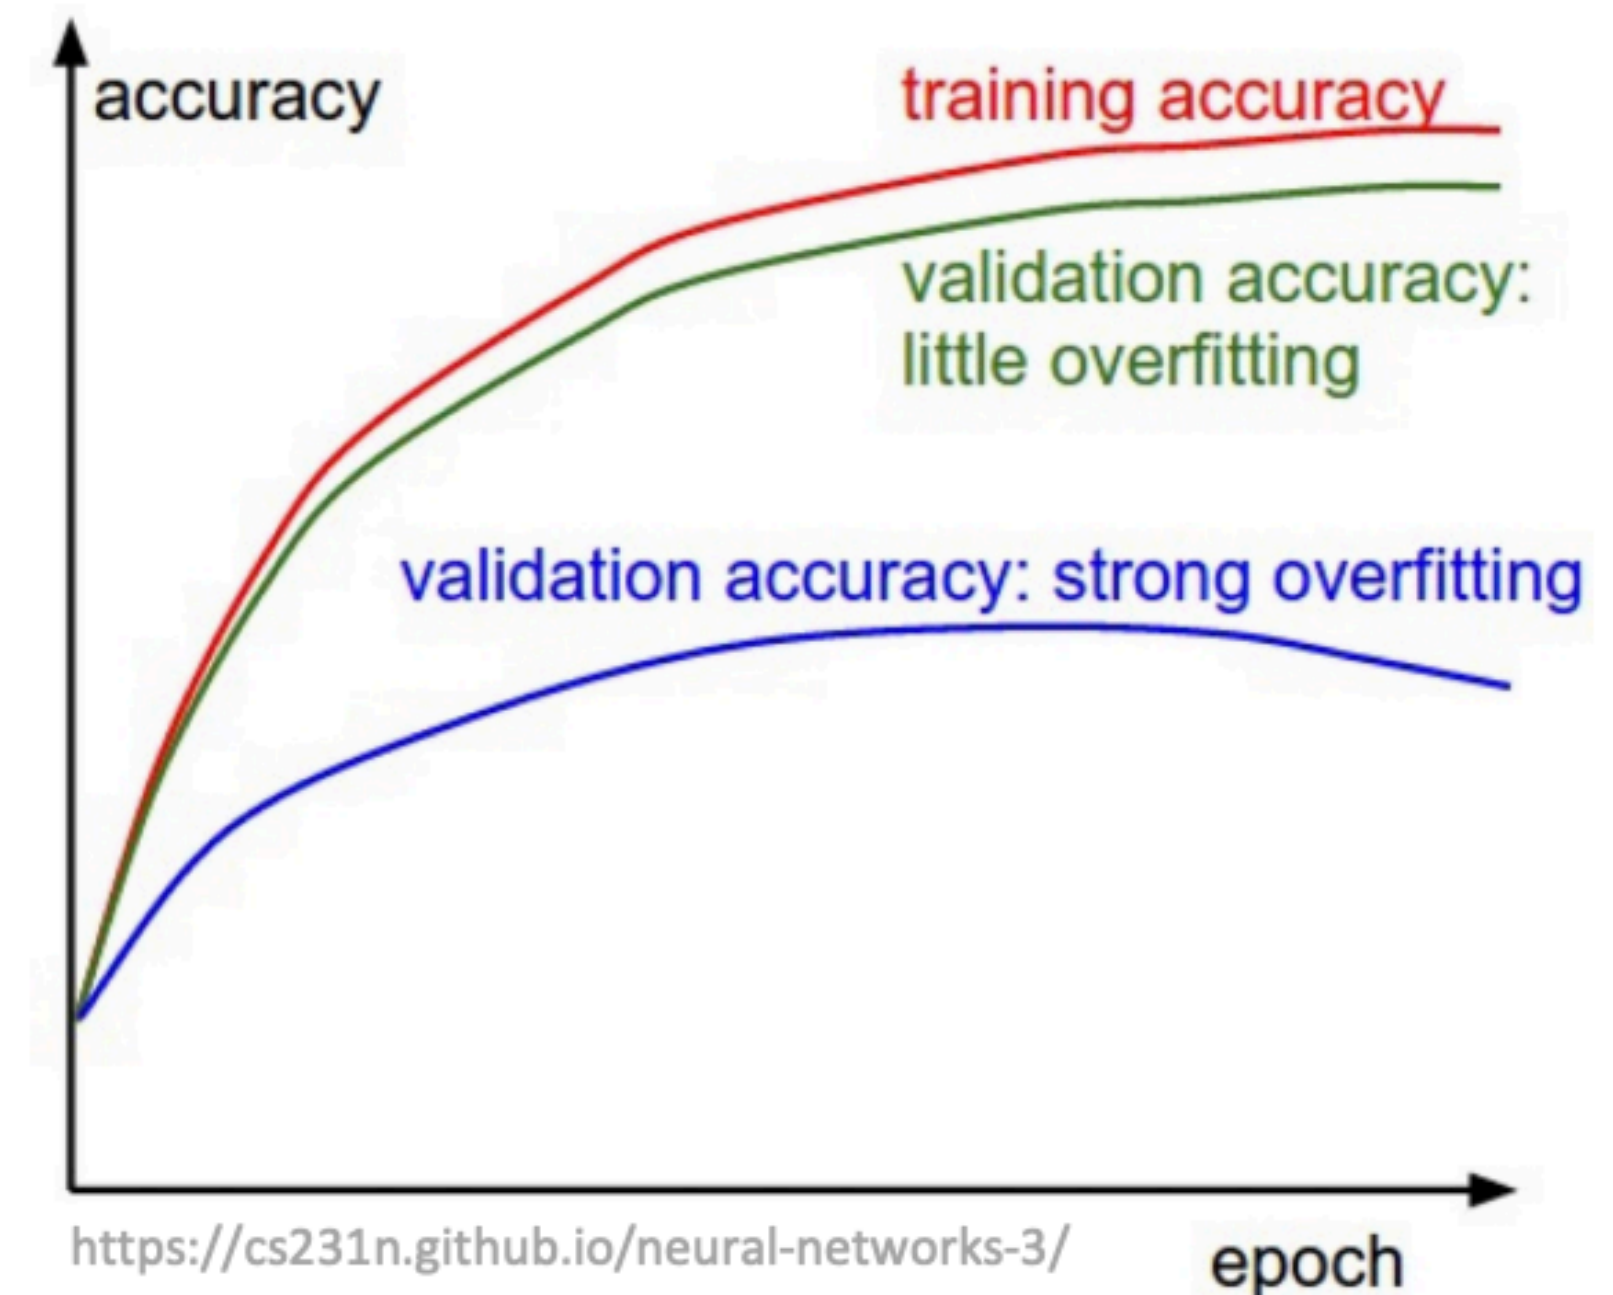 accuracy
training accuracy
validation accuracy:
little overfitting
validation accuracy: strong overfitting
https://cs231n.github.io/neural-networks-3/
epoch